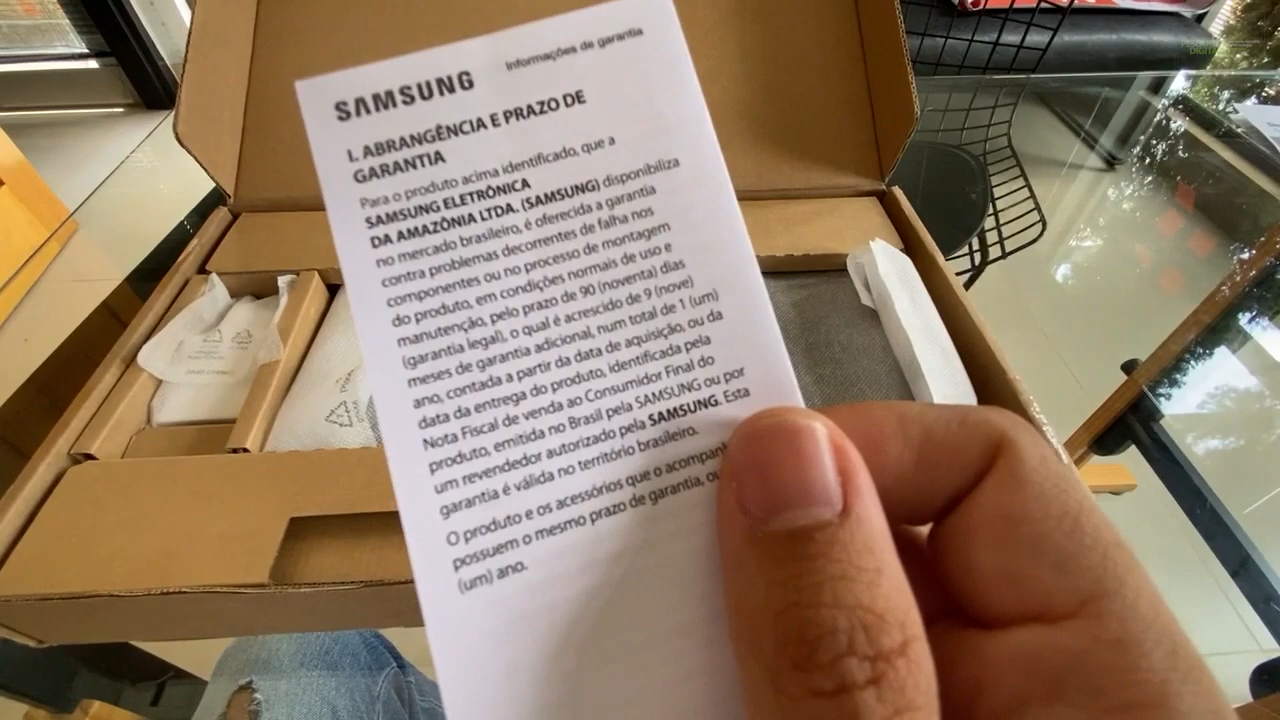 SAMSUNG
Informações de garantia
I. ABRANGÊNCIA E PRAZO DE
GARANTIA
Para o produto acima identificado, que a
SAMSUNG ELETRÔNICA
DA AMAZÔNIA LTDA. (SAMSUNG) disponibiliza
no mercado brasileiro, é oferecida a garantia
contra problemas decorrentes de falha nos
componentes ou no processo de montagem
do produto, em condições normais de uso e
manutenção, pelo prazo de 90 (noventa) dias
(garantia legal), o qual é acrescido de 9 (nove)
meses de garantia adicional, num total de 1 (um)
ano, contada a partir da data de aquisição, ou da
data da entrega do produto, identificada pela
Nota Fiscal de venda ao Consumidor Final do
produto, emitida no Brasil pela SAMSUNG ou por
um revendedor autorizado pela SAMSUNG. Esta
garantia é válida no território brasileiro.
O produto e os acessórios que o acompanh
possuem o mesmo prazo de garantia, ou
(um) ano.